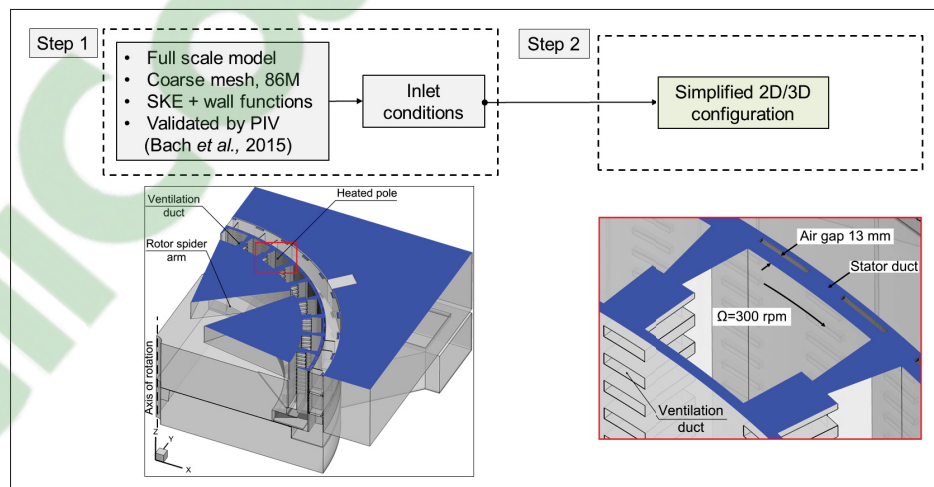 Step 1
• Full scale model
• Coarse mesh, 86M
• SKE + wall functions
• Validated by PIV
(Bach et al., 2015)
Inlet
conditions
Step 2
Simplified 2D/3D
configuration
Ventilation
duct
Heated pole
Rotor spider
arm
Axis of rotation
Z
Y
X
Air gap 13 mm
Stator duct
Ω=300 rpm
Ventilation
duct